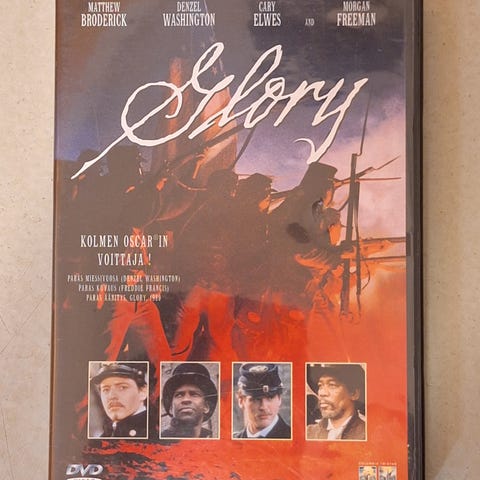 MATTHEW BRODERICK
DENZEL WASHINGTON
CARY ELWES
AND
MORGAN FREEMAN
Glory
KOLMEN OSCAR®IN
VOITTAJA !
PARAS MIESSIVUOSA (DENZEL WASHINGTON)
PARAS KUVAUS (FREDDIE FRANCIS)
PARAS ÄÄNITYS, GLORY, 1989
DVD